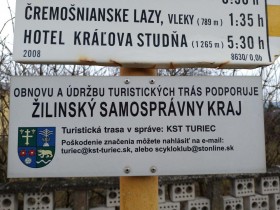 ČREMOŠNIANSKE LAZY, VLEKY (789 m) 1:35 h
HOTEL KRÁĽOVA STUDŇA (1265 m) 5:30 h
2008 8630/0,0b
OBNOVU A ÚDRŽBU TURISTICKÝCH TRÁS PODPORUJE
ŽILINSKÝ SAMOSPRÁVNY KRAJ
Turistická trasa v správe: KST TURIEC
Poškodenie značenia môžete nahlásiť na e-mail:
turiec@kst-turiec.sk, alebo scykloklub@stonline.sk